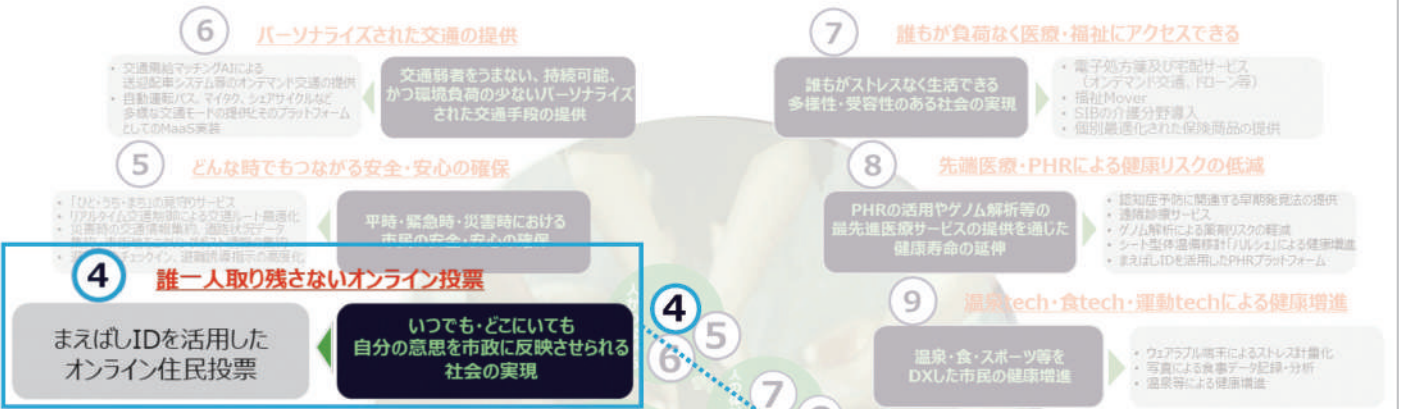 ⑥ パーソナライズされた交通の提供
• 交通需給マッチングAIによる
送迎配車システム等のオンデマンド交通の提供
• 自動運転バス、マイタク、シェアサイクルなど
多様な交通モードの提供とそのプラットフォーム
としてのMaaS実装
交通弱者をうまない、持続可能、
かつ環境負荷の少ないパーソナライズ
された交通手段の提供
⑦ 誰もが負荷なく医療・福祉にアクセスできる
誰もがストレスなく生活できる
多様性・受容性のある社会の実現
• 電子処方箋及び宅配サービス
(オンデマンド交通、ドローン等)
• 福祉Mover
• SIBの介護分野導入
• 個別最適化された保険商品の提供
⑤ どんな時でもつながる安全・安心の確保
• 「ひと・うち・まち」の見守りサービス
• リアルタイム交通制御による交通ルート最適化
• 災害時の交通情報集約、道路状況データ
平時・緊急時・災害時における
市民の安全・安心の確保
⑧ 先端医療・PHRによる健康リスクの低減
PHRの活用やゲノム解析等の
最先進医療サービスの提供を通じた
健康寿命の延伸
• 認知症予防に関連する早期発見法の提供
• 遠隔診療サービス
• ゲノム解析による薬剤リスクの軽減
• シート型体温備移計「ハルシェ」による健康増進
• まえばしIDを活用したPHRプラットフォーム
④ 誰一人取り残さないオンライン投票
まえばしIDを活用した
オンライン住民投票
いつでも・どこにいても
自分の意思を市政に反映させられる
社会の実現
④
⑤
⑥
⑦
⑨ 温泉tech・食tech・運動techによる健康増進
温泉・食・スポーツ等を
DXした市民の健康増進
• ウェアラブル端末によるストレス計量化
• 写真による食事データ記録・分析
• 温泉等による健康増進